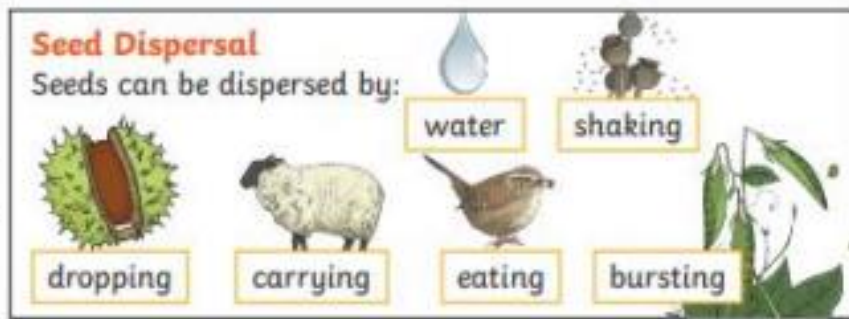 Seed Dispersal
Seeds can be dispersed by:
water
shaking
dropping
carrying
eating
bursting